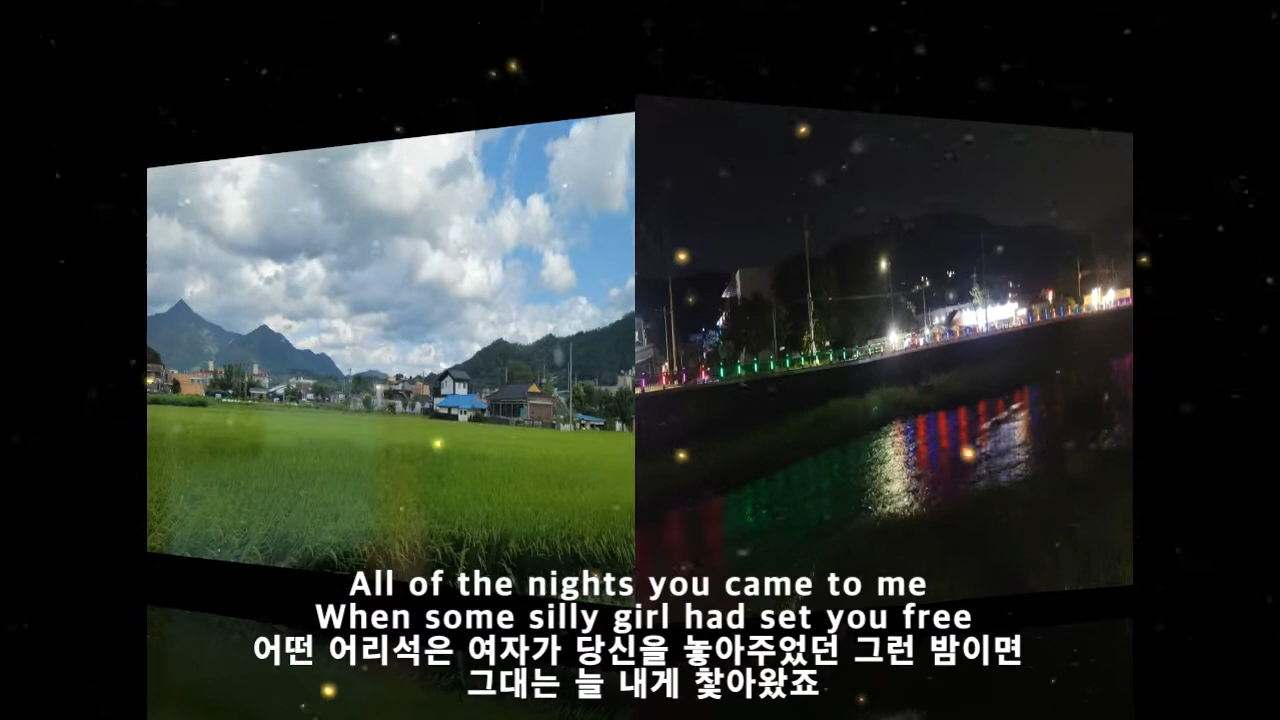 All of the nights you came to me
When some silly girl had set you free
어떤 어리석은 여자가 당신을 놓아주었던 그런 밤이면
그대는 늘 내게 찿아왔죠